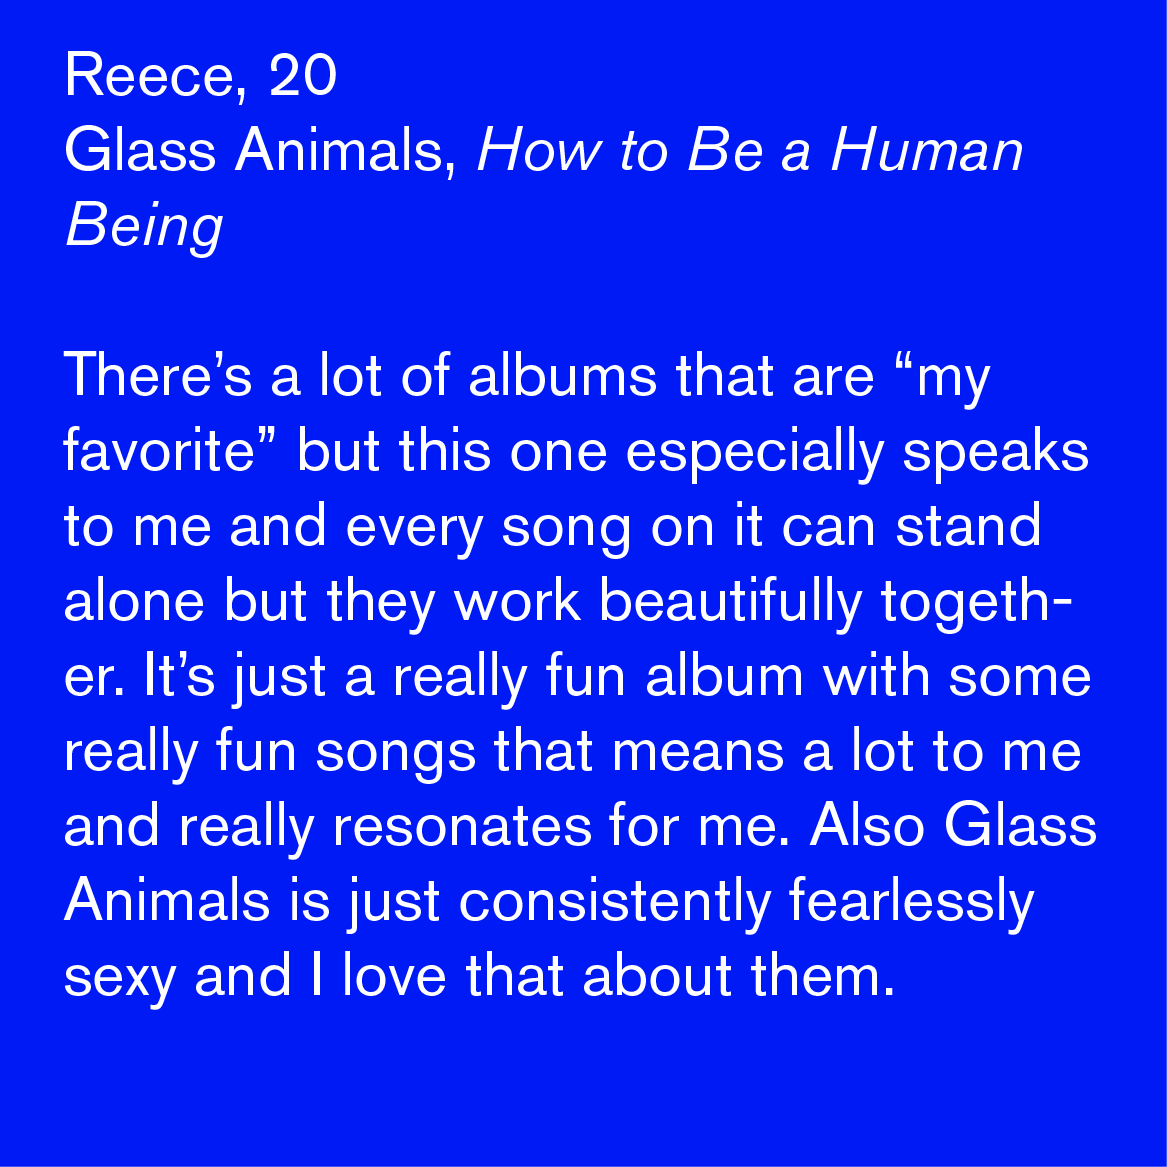 Reece, 20
Glass Animals, How to Be a Human
Being
There’s a lot of albums that are “my
favorite” but this one especially speaks
to me and every song on it can stand
alone but they work beautifully togeth-
er. It’s just a really fun album with some
really fun songs that means a lot to me
and really resonates for me. Also Glass
Animals is just consistently fearlessly
sexy and I love that about them.